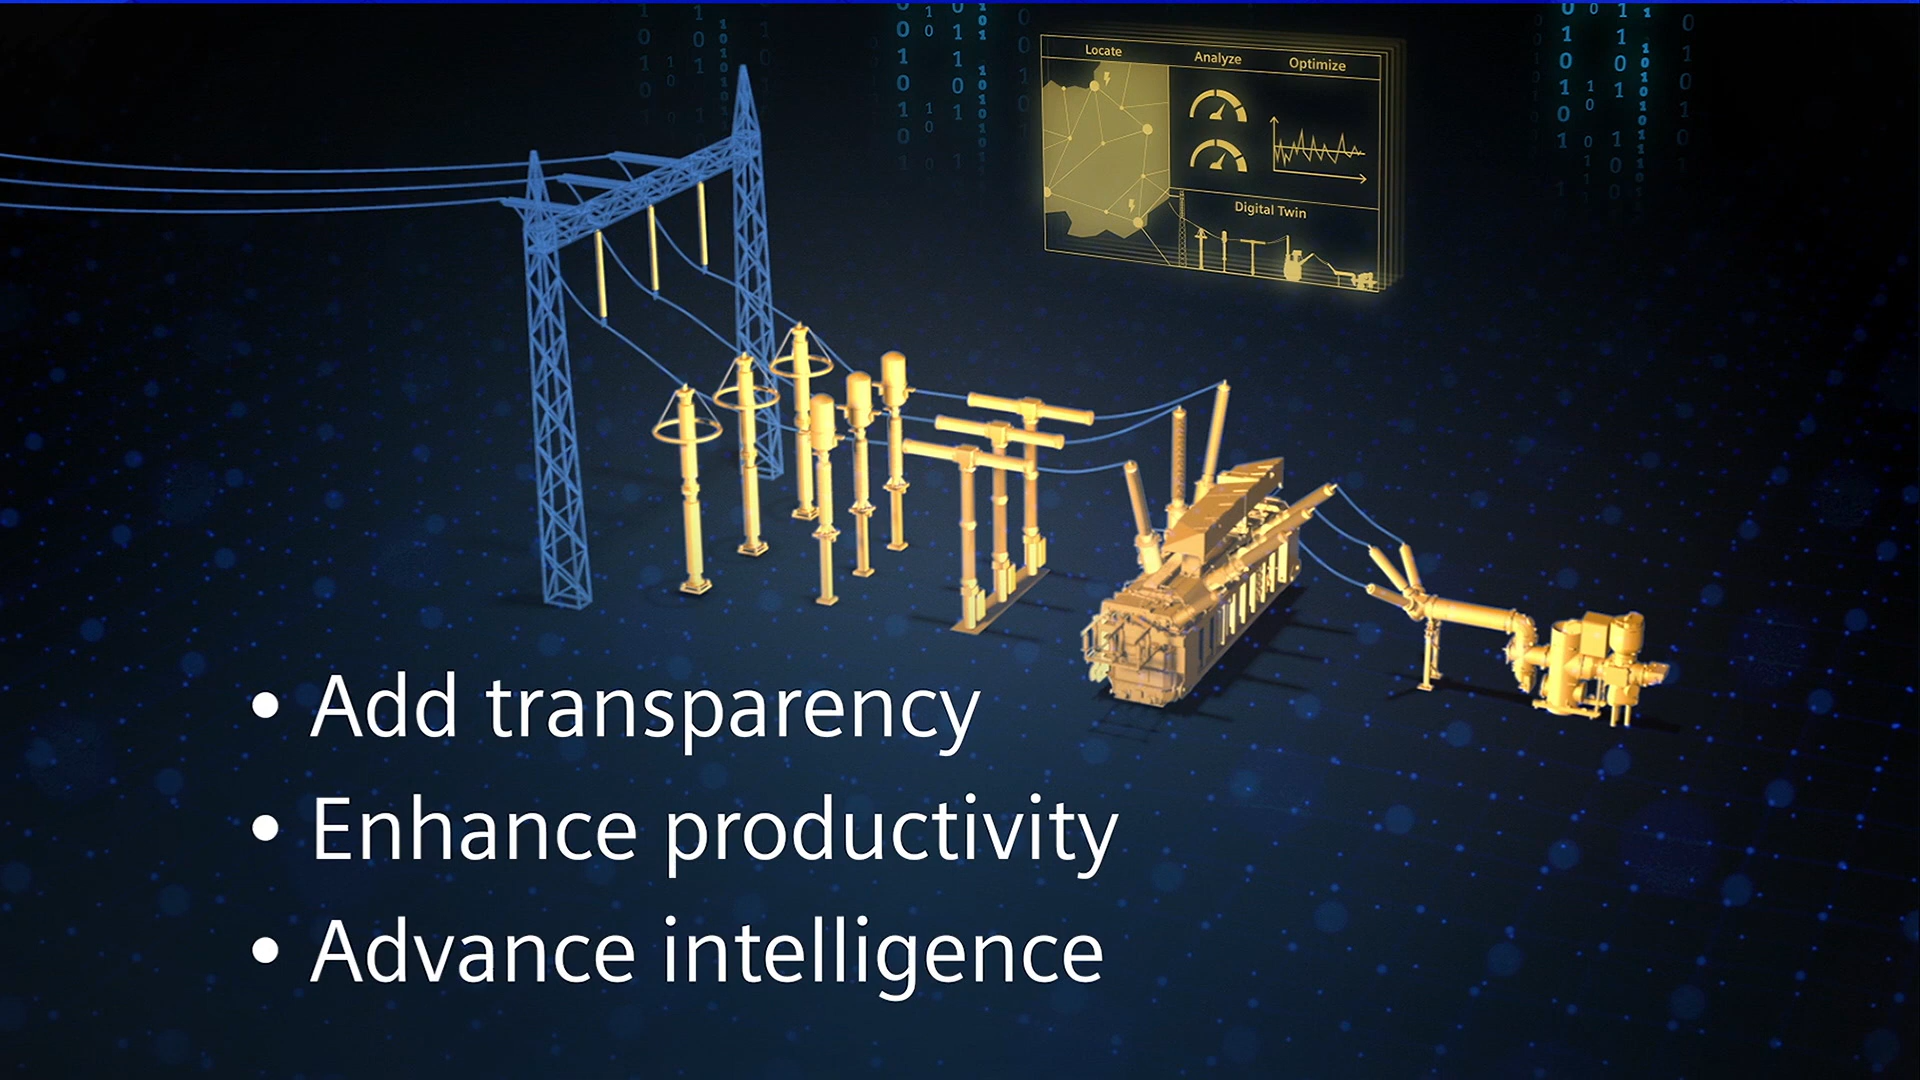 Locate Analyze Optimize
Digital Twin
• Add transparency
• Enhance productivity
• Advance intelligence